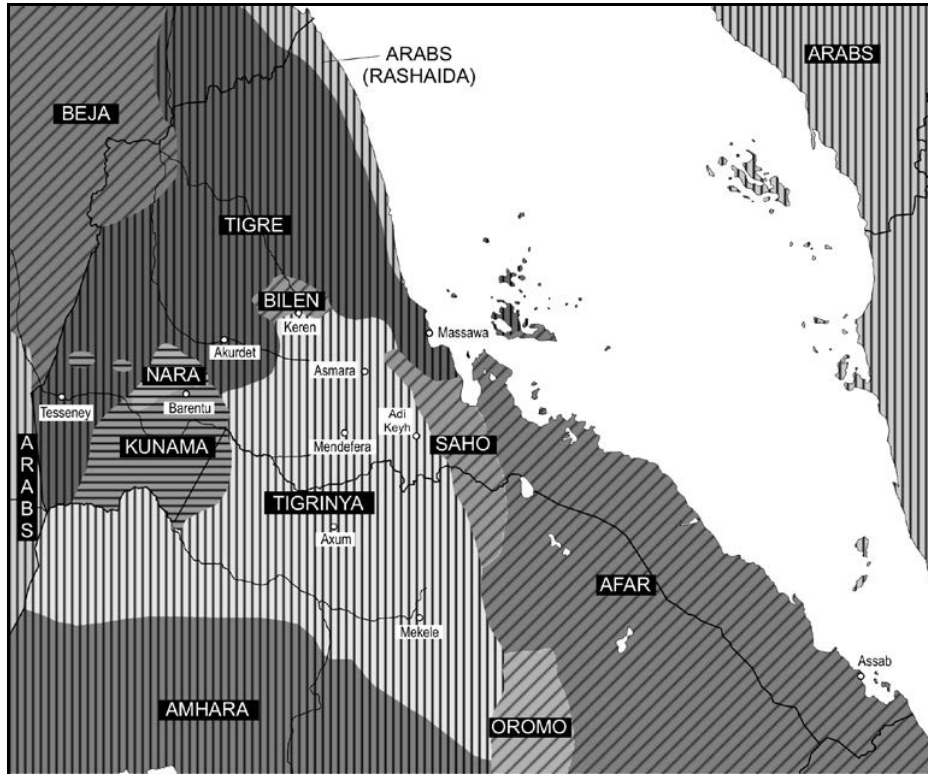 ARABS
(RASHAIDA)
ARABS
BEJA
TIGRE
BILEN
Keren
Massawa
Akurdet
Asmara
NARA
Tesseney
Barentu
Adi
Keyh
KUNAMA
Mendefera
SAHO
ARABS
TIGRINYA
Axum
AFAR
Mekele
Assab
AMHARA
OROMO